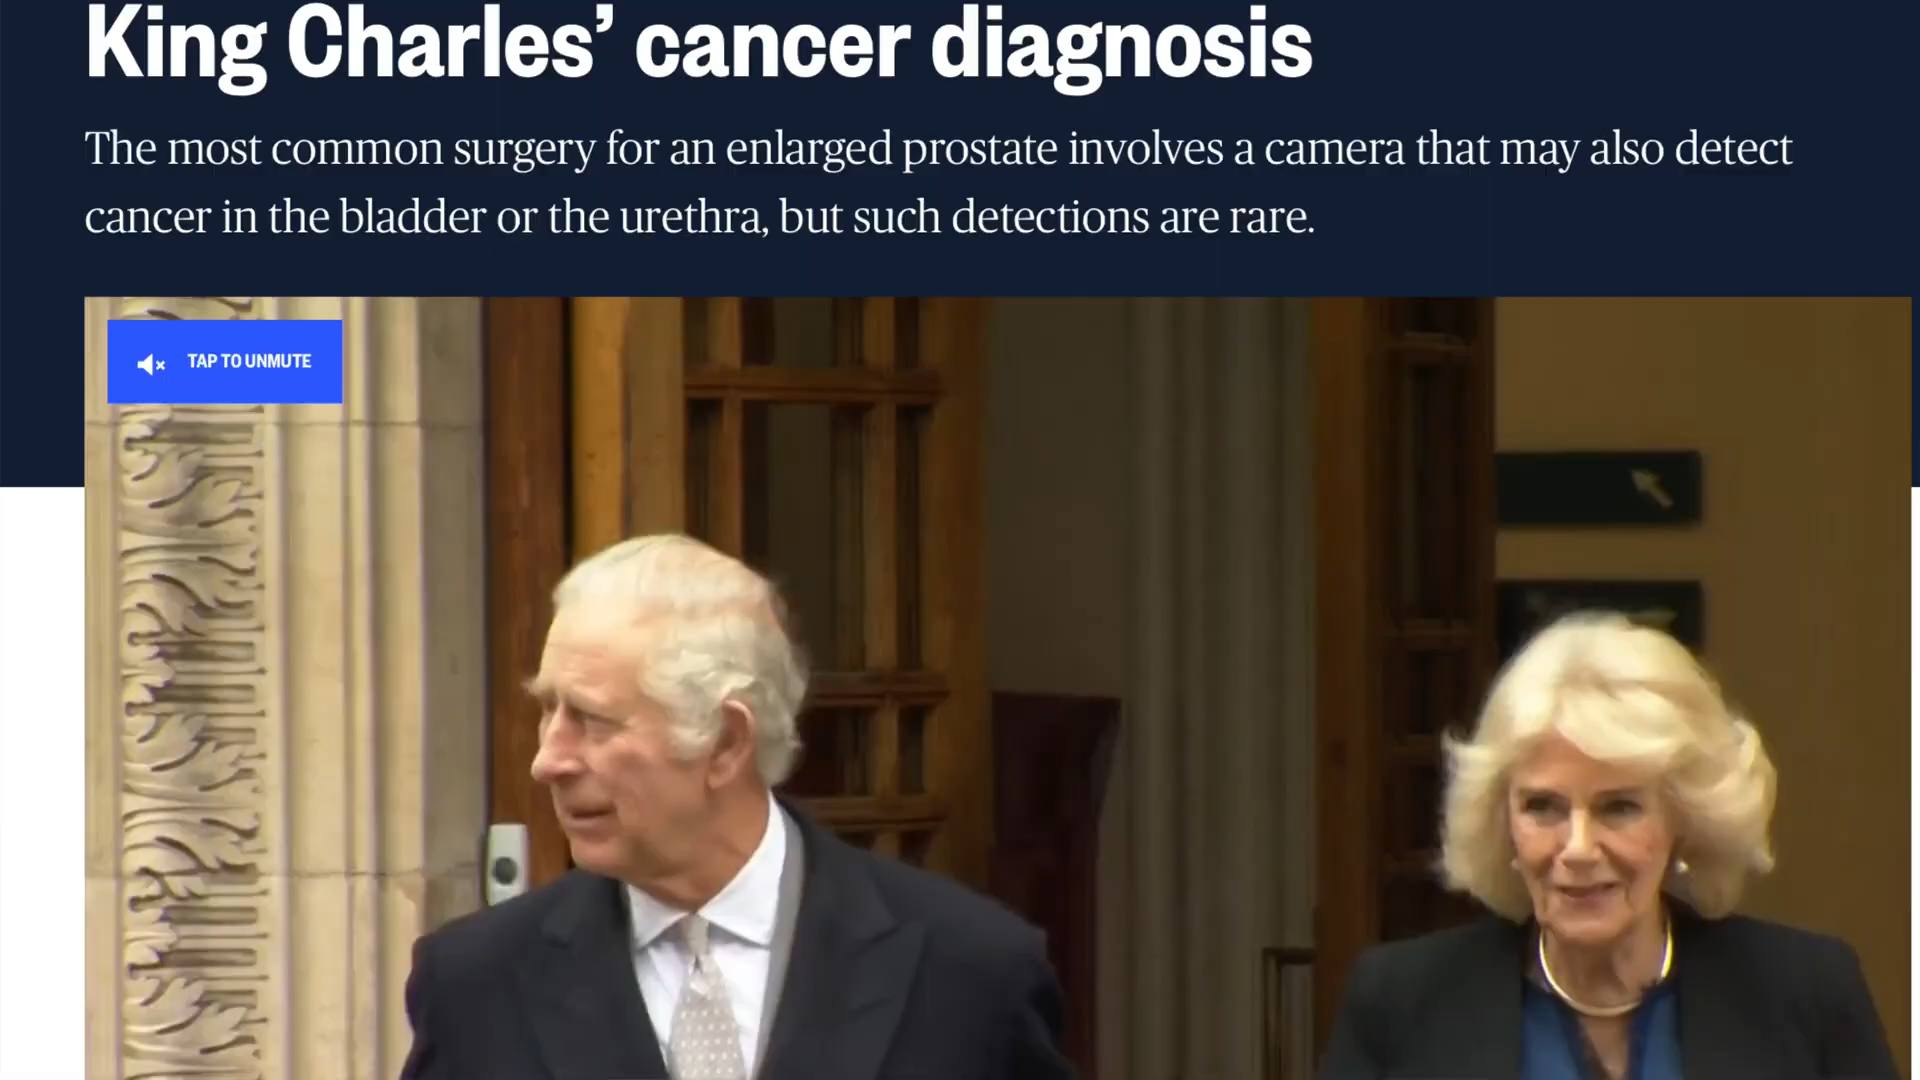 King Charles’ cancer diagnosis
The most common surgery for an enlarged prostate involves a camera that may also detect
cancer in the bladder or the urethra, but such detections are rare.
TAP TO UNMUTE